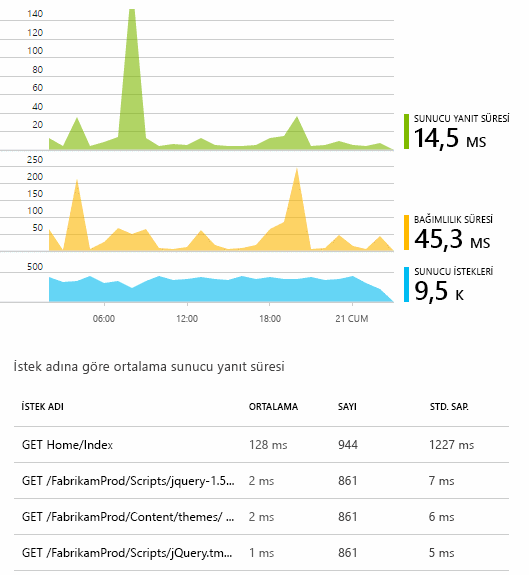 140
120
100
80
60
40
20
SUNUCU YANIT SÜRESİ
14,5 MS
250
200
150
100
50
BAĞIMLILIK SÜRESİ
45,3 MS
500
SUNUCU İSTEKLERİ
9,5 K
06:00 12:00 18:00 21 CUM
İstek adına göre ortalama sunucu yanıt süresi
İSTEK ADI ORTALAMA SAYI STD. SAP.
GET Home/Index 128 ms 944 1227 ms
GET /FabrikamProd/Scripts/jquery-1.5... 2 ms 861 7 ms
GET /FabrikamProd/Content/themes/ ... 2 ms 861 6 ms
GET /FabrikamProd/Scripts/jQuery.tm... 1 ms 861 5 ms